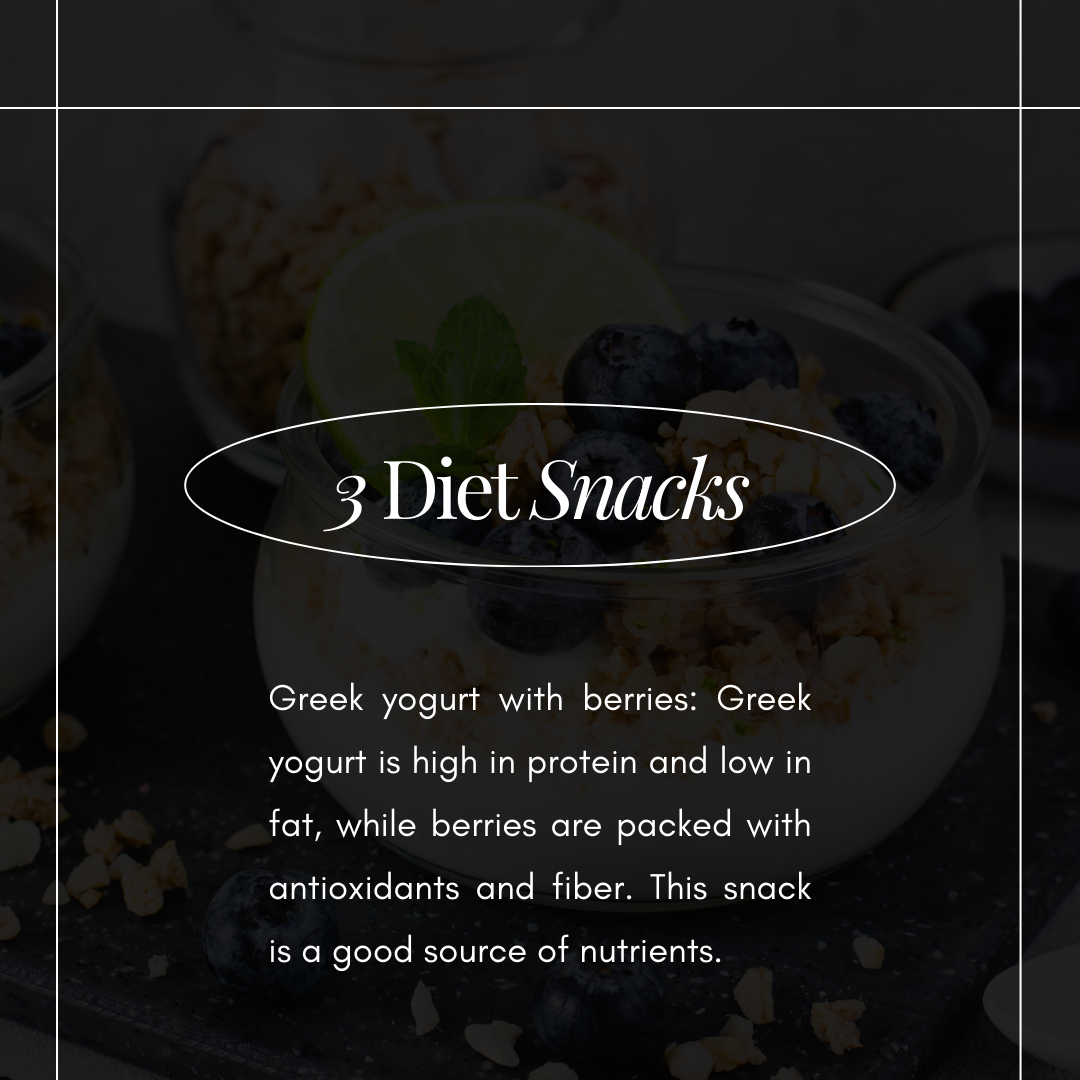 3 Diet Snacks
Greek yogurt with berries: Greek
yogurt is high in protein and low in
fat, while berries are packed with
antioxidants and fiber. This snack
is a good source of nutrients.